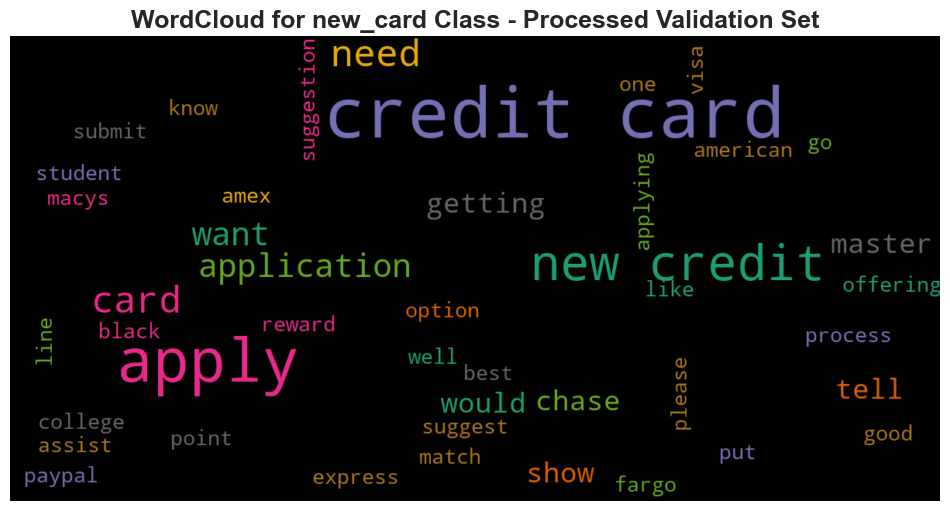 WordCloud for new_card Class - Processed Validation Set
need
suggestion
visa
one
know
credit card
submit
go
american
student
applying
macys
amex
getting
want
master
application
new credit
like
offering
card
option
black
reward
line
process
well
apply
best
please
tell
would
chase
college
suggest
good
point
assist
match
put
paypal
express
show
fargo